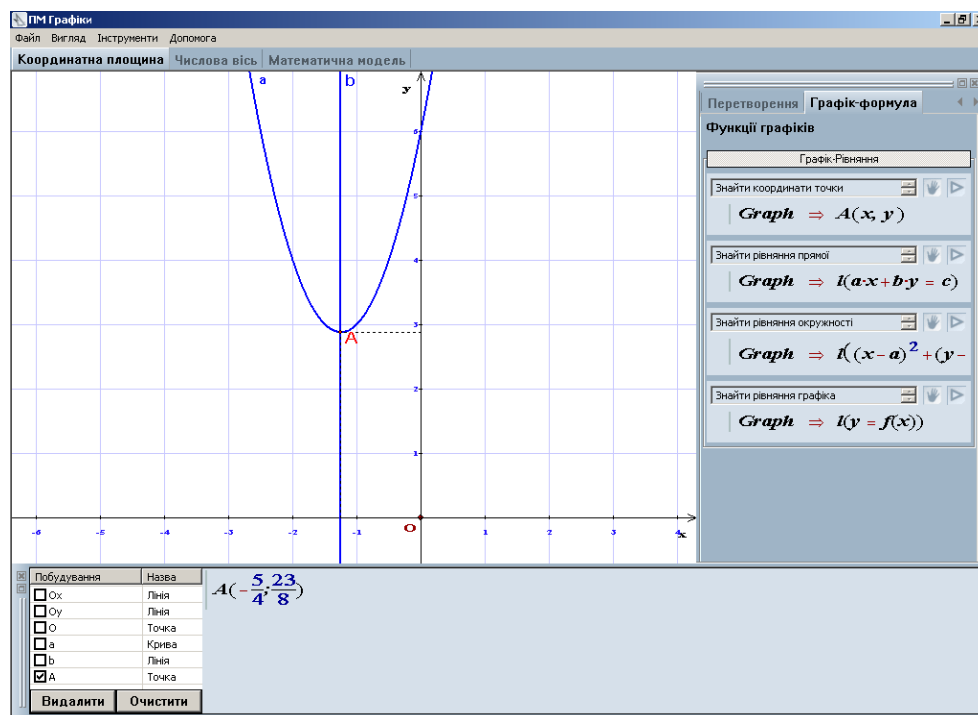 ПМ Графіки
Файл Вигляд Інструменти Допомога
Координатна площина Числова вісь Математична модель
a b y
6
5
4
3
2
1
A
O
-6 -5 -4 -3 -2 -1 1 2 3 4 x
Перетворення Графік-формула
Функції графіків
Графік-Рівняння
Знайти координати точки
Graph ⇒ A(x, y)
Знайти рівняння прямої
Graph ⇒ l(a·x+b·y = c)
Знайти рівняння окружності
Graph ⇒ l((x-a)² +(y-
Знайти рівняння графіка
Graph ⇒ l(y = f(x))
Побудування Назва
Ox Лінія
Oy Лінія
O Точка
a Крива
b Лінія
A Точка
Видалити Очистити
A(-5/4;23/8)